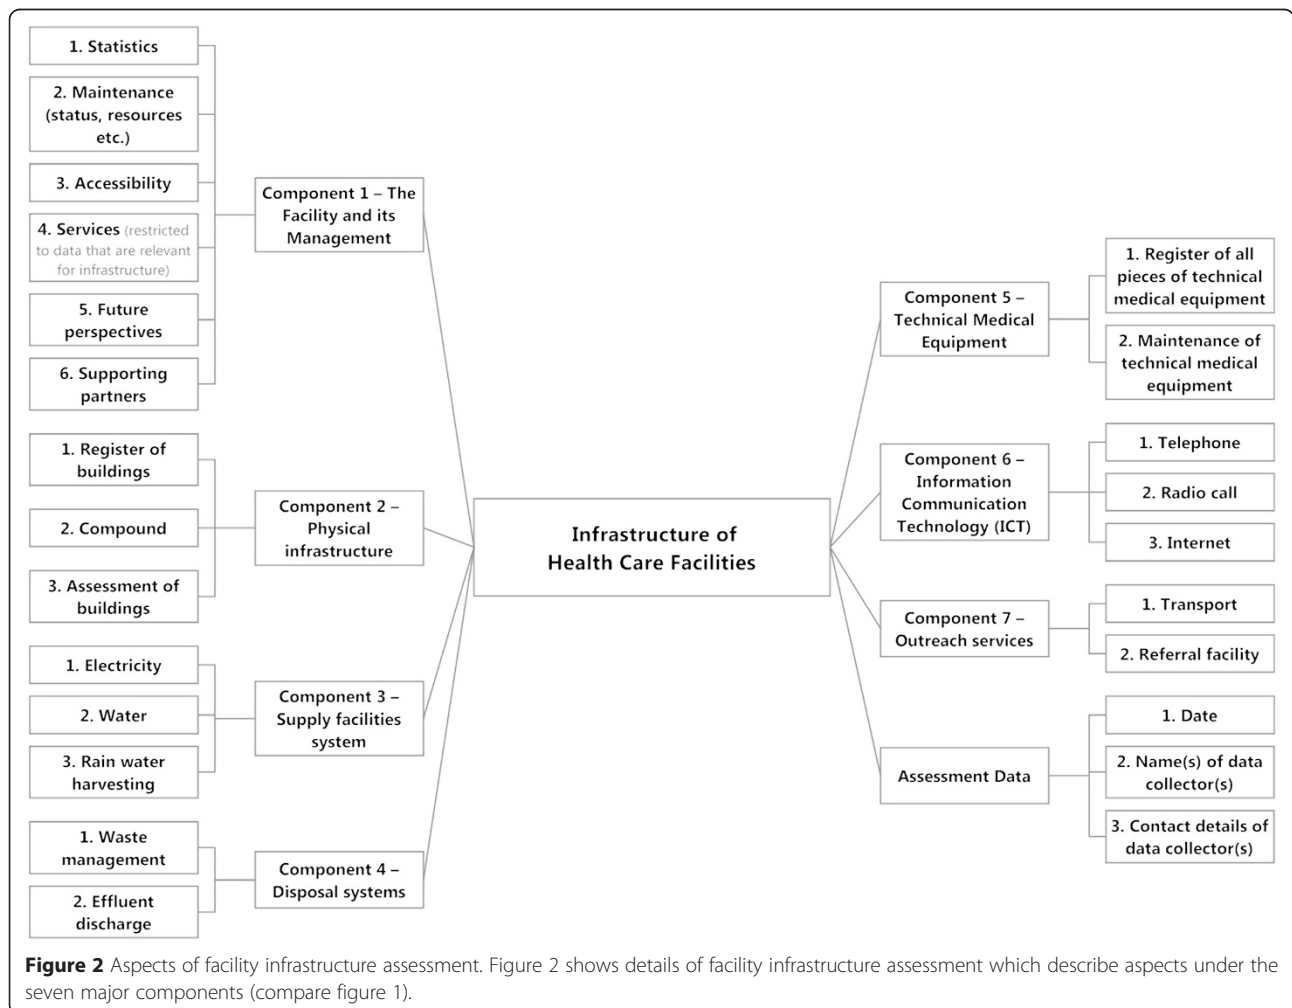 1. Statistics
2. Maintenance
(status, resources
etc.)
3. Accessibility
4. Services (restricted
to data that are relevant
for infrastructure)
5. Future
perspectives
6. Supporting
partners
Component 1 – The
Facility and its
Management
1. Register of
buildings
2. Compound
3. Assessment of
buildings
Component 2 –
Physical
infrastructure
1. Electricity
2. Water
3. Rain water
harvesting
Component 3 –
Supply facilities
system
1. Waste
management
2. Effluent
discharge
Component 4 –
Disposal systems
Infrastructure of
Health Care Facilities
Component 5 –
Technical Medical
Equipment
1. Register of all
pieces of technical
medical equipment
2. Maintenance of
technical medical
equipment
Component 6 –
Information
Communication
Technology (ICT)
1. Telephone
2. Radio call
3. Internet
Component 7 –
Outreach services
1. Transport
2. Referral facility
Assessment Data
1. Date
2. Name(s) of data
collector(s)
3. Contact details of
data collector(s)
Figure 2 Aspects of facility infrastructure assessment. Figure 2 shows details of facility infrastructure assessment which describe aspects under the
seven major components (compare figure 1).